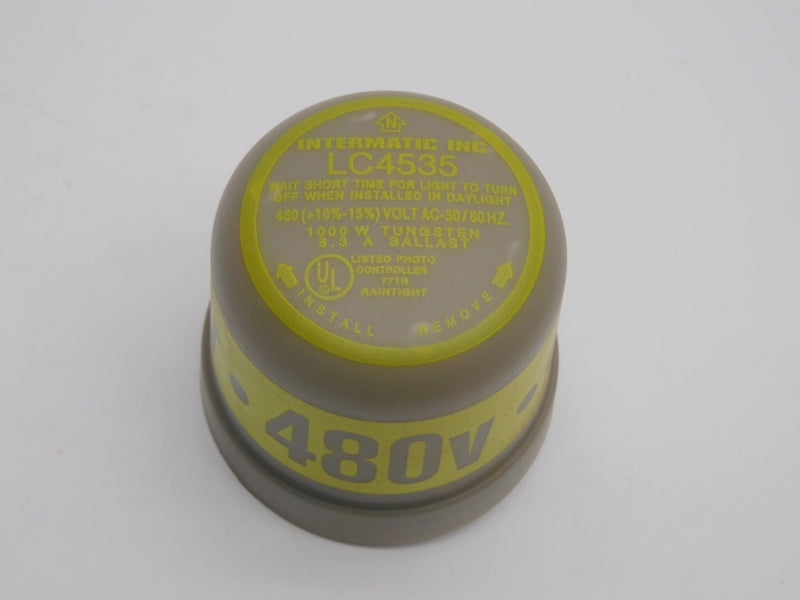 N
INTERMATIC INC
LC4535
WAIT SHORT TIME FOR LIGHT TO TURN
OFF WHEN INSTALLED IN DAYLIGHT
480 (+10%-15%) VOLT AC-50/60 HZ.
1000 W TUNGSTEN
8.3 A BALLAST
UL
LISTED PHOTO
CONTROLLER
771R
RAINTIGHT
INSTALL
REMOVE
480V